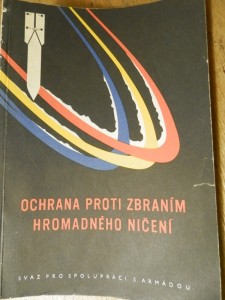 OCHRANA PROTI ZBRANÍM
HROMADNÉHO NIČENÍ
SVAZ PRO SPOLUPRÁCI S ARMÁDOU